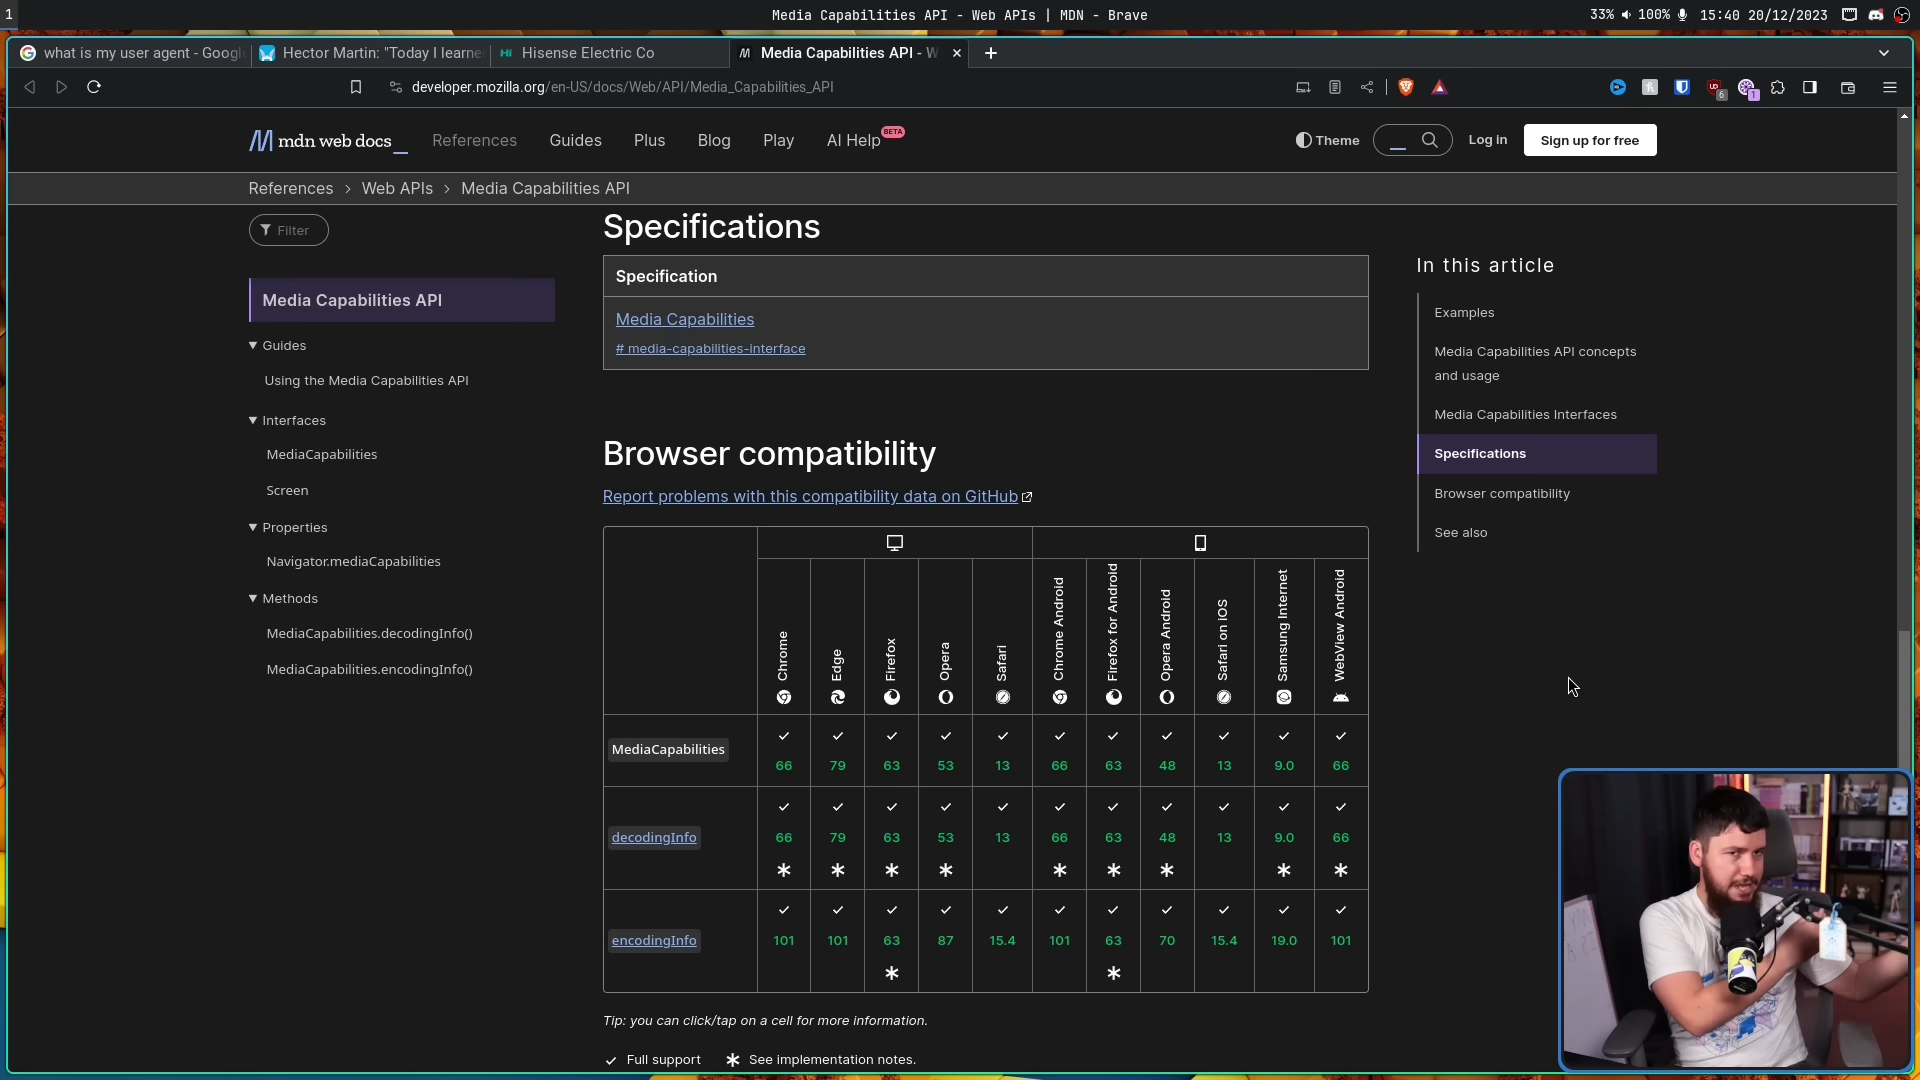 1
Media Capabilities API - Web APIs | MDN - Brave
33% 100% 15:40 20/12/2023
what is my user agent - Googl
Hector Martin: "Today I learne
Hisense Electric Co
Media Capabilities API - W
developer.mozilla.org/en-US/docs/Web/API/Media_Capabilities_API
6
1
mdn web docs_
References
Guides
Plus
Blog
Play
AI Help
BETA
Theme
Log in
Sign up for free
References > Web APIs > Media Capabilities API
Filter
Media Capabilities API
Guides
Using the Media Capabilities API
Interfaces
MediaCapabilities
Screen
Properties
Navigator.mediaCapabilities
Methods
MediaCapabilities.decodingInfo()
MediaCapabilities.encodingInfo()
Specifications
Specification
Media Capabilities
# media-capabilities-interface
Browser compatibility
Report problems with this compatibility data on GitHub
Chrome Edge Firefox Opera Safari Chrome Android Firefox for Android Opera Android Safari on iOS Samsung Internet WebView Android
MediaCapabilities
✓ ✓ ✓ ✓ ✓ ✓ ✓ ✓ ✓ ✓ ✓
66 79 63 53 13 66 63 48 13 9.0 66
decodingInfo
✓ ✓ ✓ ✓ ✓ ✓ ✓ ✓ ✓ ✓ ✓
66 79 63 53 13 66 63 48 13 9.0 66
* * * * * * * * *
encodingInfo
✓ ✓ ✓ ✓ ✓ ✓ ✓ ✓ ✓ ✓ ✓
101 101 63 87 15.4 101 63 70 15.4 19.0 101
* *
Tip: you can click/tap on a cell for more information.
✓ Full support * See implementation notes.
In this article
Examples
Media Capabilities API concepts
and usage
Media Capabilities Interfaces
Specifications
Browser compatibility
See also